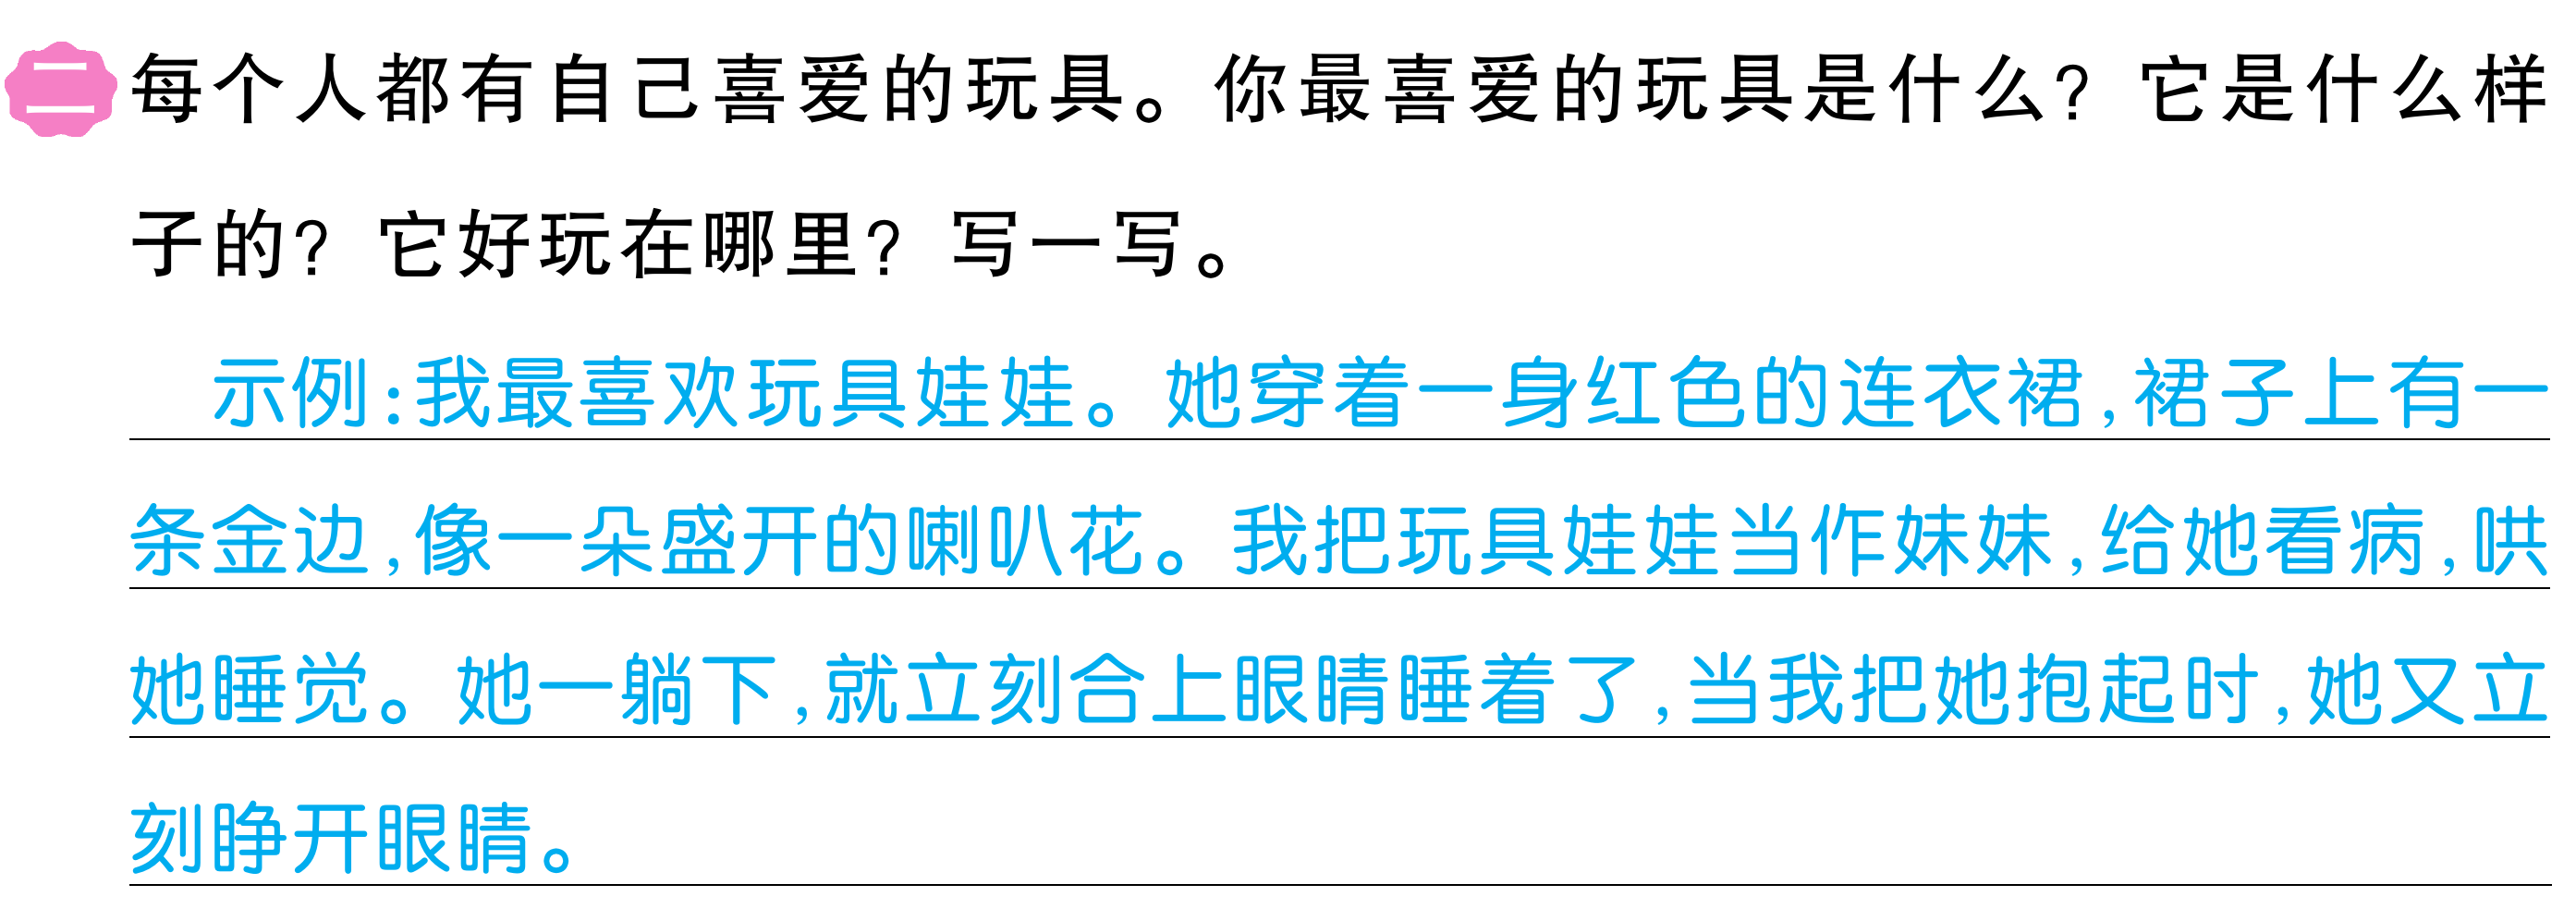 二 每个人都有自己喜爱的玩具。你最喜爱的玩具是什么？它是什么样
子的？它好玩在哪里？写一写。
示例：我最喜欢玩具娃娃。她穿着一身红色的连衣裙，裙子上有一
条金边，像一朵盛开的喇叭花。我把玩具娃娃当作妹妹，给她看病，哄
她睡觉。她一躺下，就立刻合上眼睛睡着了，当我把她抱起时，她又立
刻睁开眼睛。